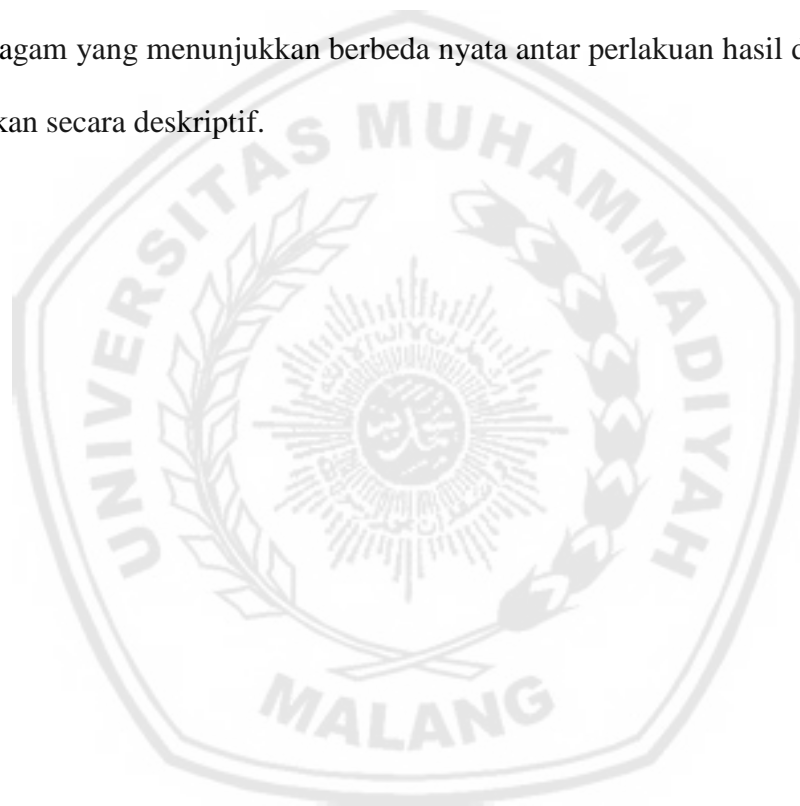 agam yang menunjukkan berbeda nyata antar perlakuan hasil
kan secara deskriptif.
UNIVERSITAS MUHAMMADIYAH
MALANG